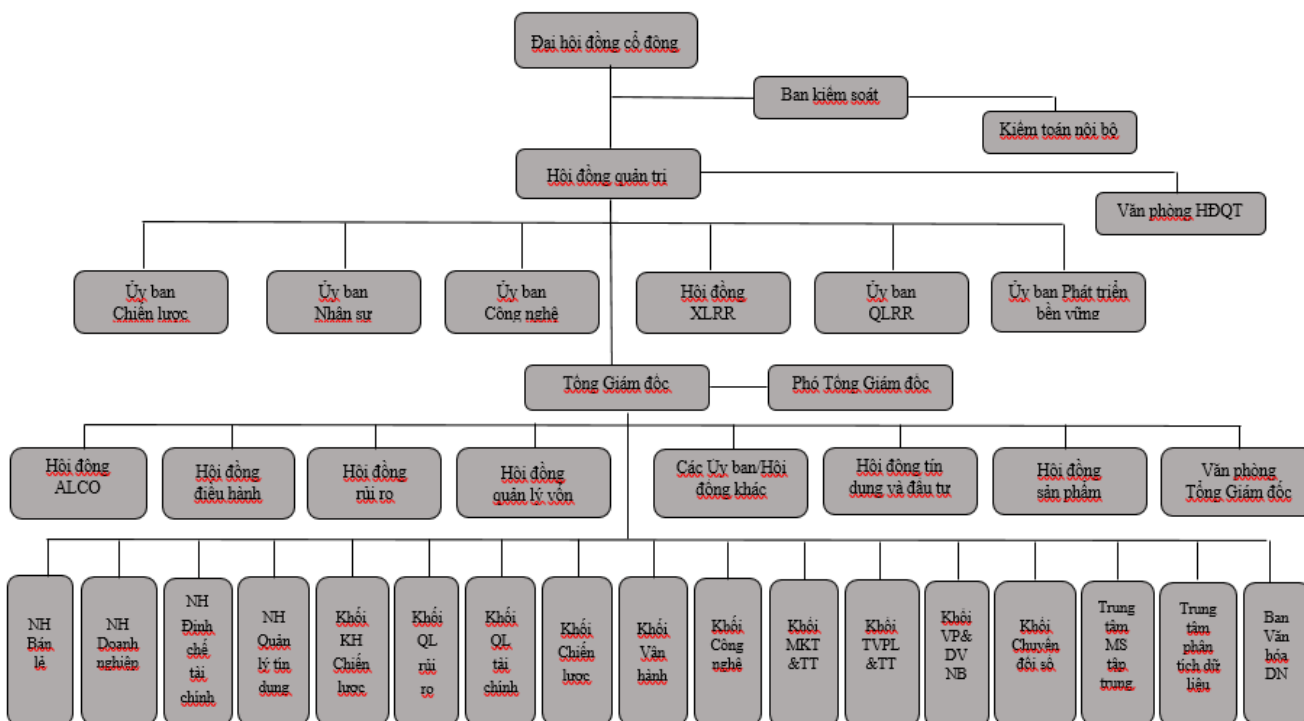 Đại hội đồng cổ đông
Ban kiểm soát
Kiểm toán nội bộ
Hội đồng quản trị
Văn phòng HĐQT
Ủy ban
Chiến lược
Ủy ban
Nhân sự
Ủy ban
Công nghệ
Hội đồng
XLRR
Ủy ban
QLRR
Ủy ban Phát triển
bền vững
Tổng Giám đốc
Phó Tổng Giám đốc
Hội đồng
ALCO
Hội đồng
điều hành
Hội đồng
rủi ro
Hội đồng
quản lý vốn
Các Ủy ban/Hội
đồng khác
Hội đồng tín
dụng và đầu tư
Hội đồng
sản phẩm
Văn phòng
Tổng Giám đốc
NH
Bán
lẻ
NH
Doanh
nghiệp
NH
Định
chế
tài
chính
NH
Quản
lý tín
dụng
Khối
KH
Chiến
lược
Khối
QL
rủi
ro
Khối
QL
tài
chính
Khối
Chiến
lược
Khối
Vận
hành
Khối
Công
nghệ
Khối
MKT
&TT
Khối
TVPL
&TT
Khối
VP&
DV
NB
Khối
Chuyển
đổi số
Trung
tâm
MS
tập
trung
Trung
tâm
phân
tích dữ
liệu
Ban
Văn
hóa
DN